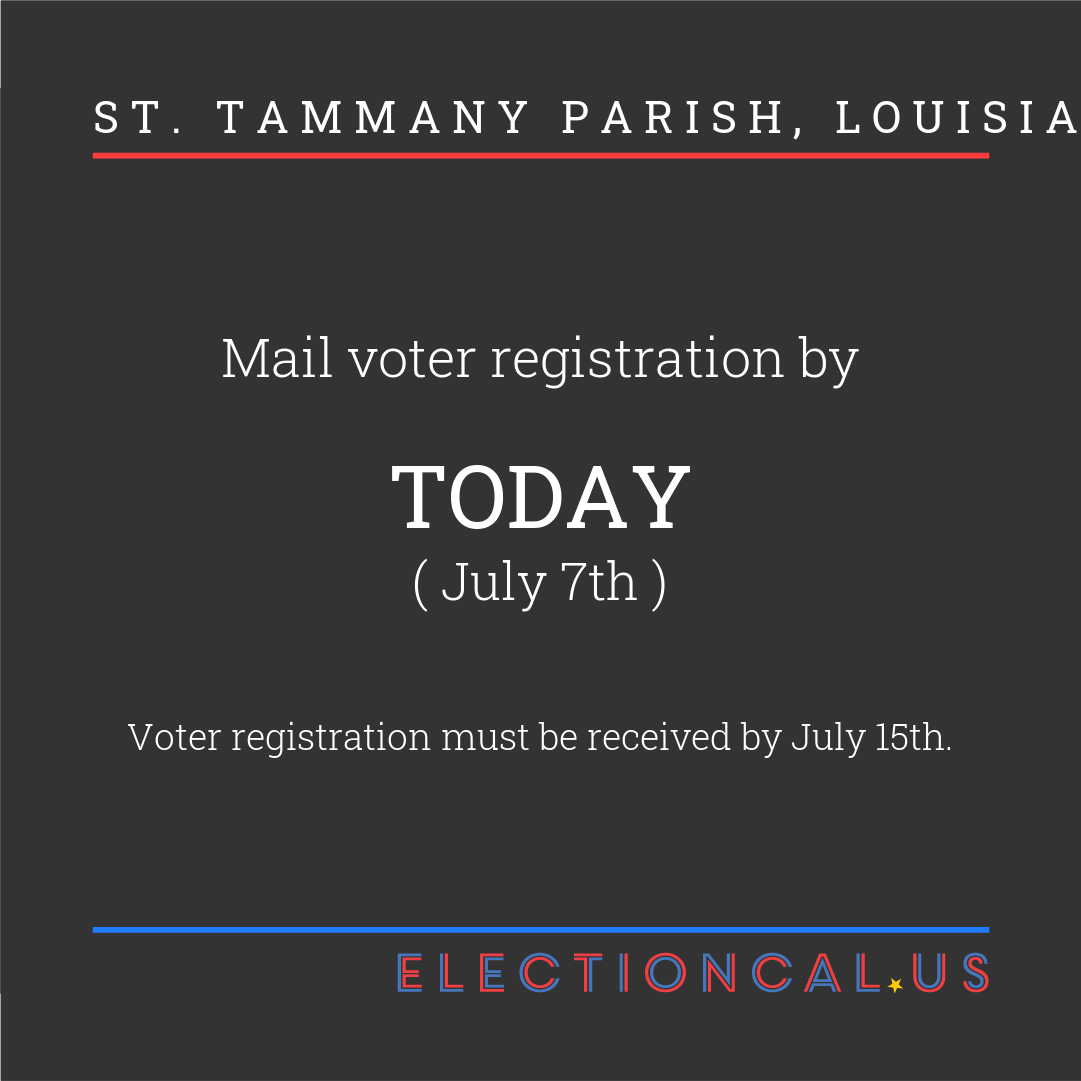 ST. TAMMANY PARISH, LOUISIA
Mail voter registration by
TODAY
( July 7th )
Voter registration must be received by July 15th.
ELECTIONCAL.US